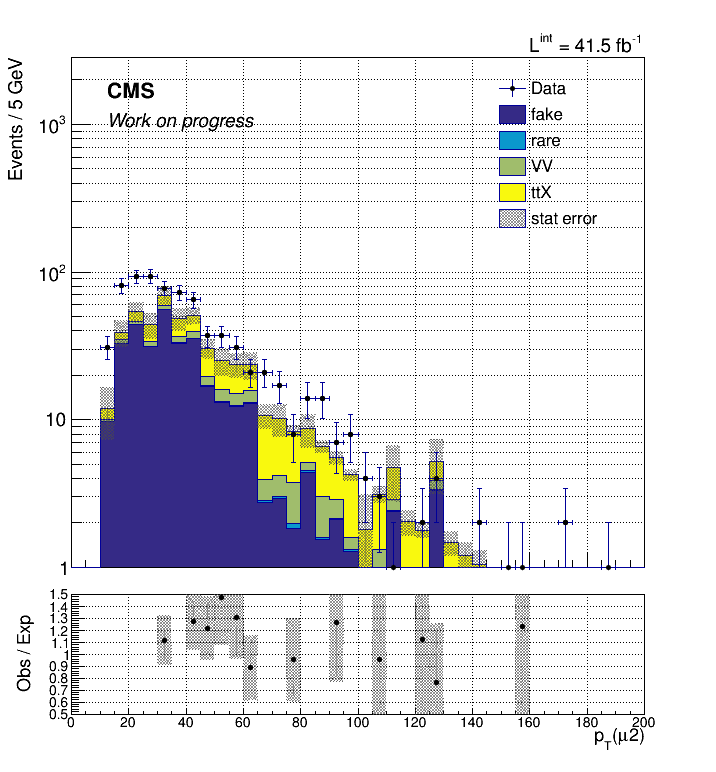 L^int = 41.5 fb^-1
Events / 5 GeV
CMS
Work on progress
Data
fake
rare
VV
ttX
stat error
10^3
10^2
10
1
Obs / Exp
1.5
1.4
1.3
1.2
1.1
1
0.9
0.8
0.7
0.6
0.5
0 20 40 60 80 100 120 140 160 180 200
p_T(μ2)